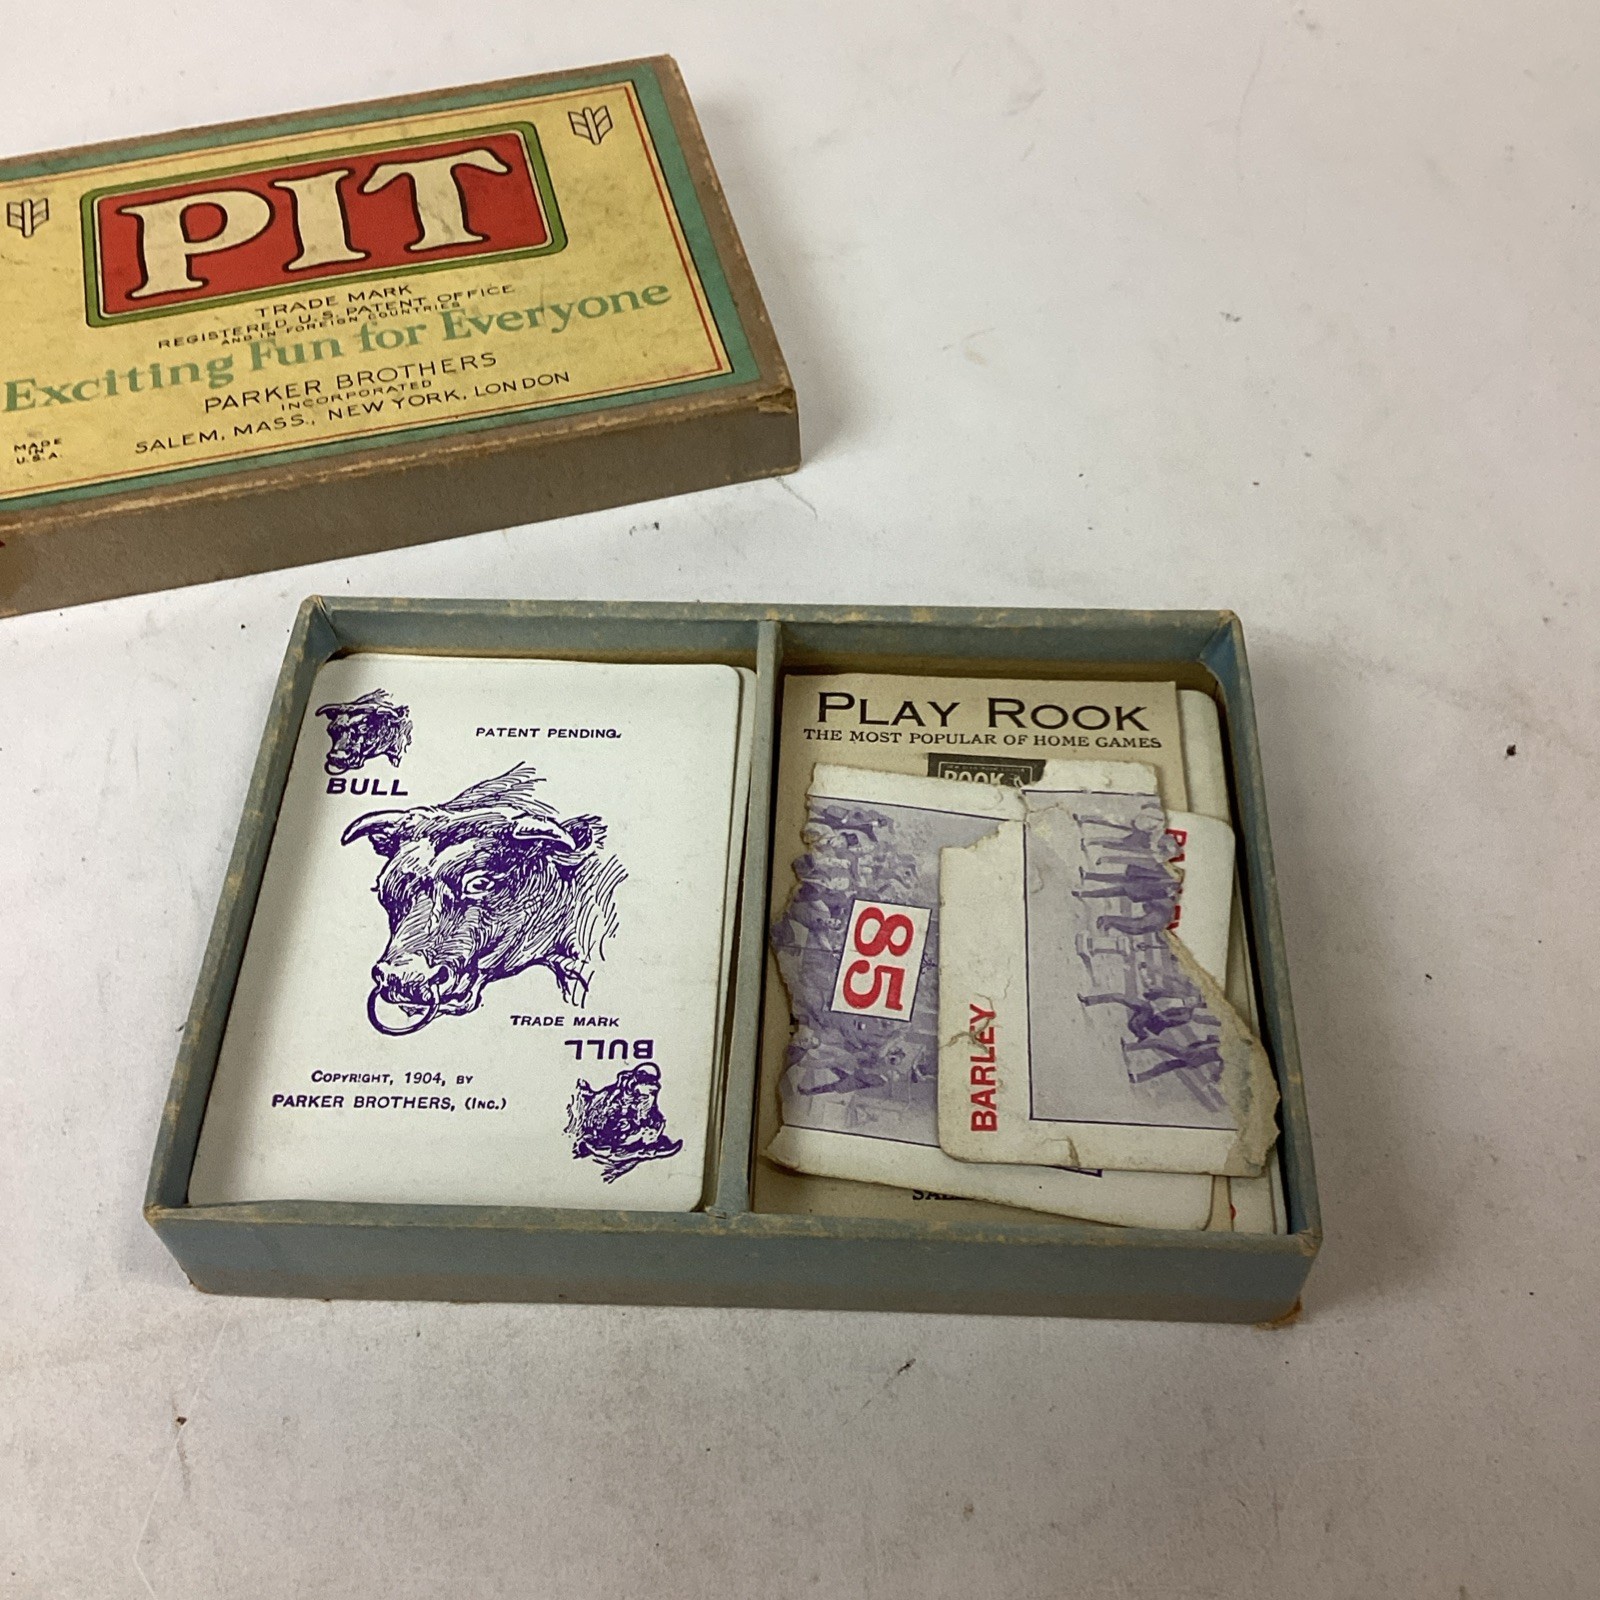 PIT
TRADE MARK
REGISTERED U.S. PATENT OFFICE
AND IN FOREIGN COUNTRIES
Exciting Fun for Everyone
PARKER BROTHERS
INCORPORATED
SALEM, MASS., NEW YORK, LONDON
MADE
IN
U.S.A.
PATENT PENDING.
BULL
TRADE MARK
BULL
COPYRIGHT, 1904, BY
PARKER BROTHERS, (INC.)
PLAY ROOK
THE MOST POPULAR OF HOME GAMES
ROOK
85
BARLEY